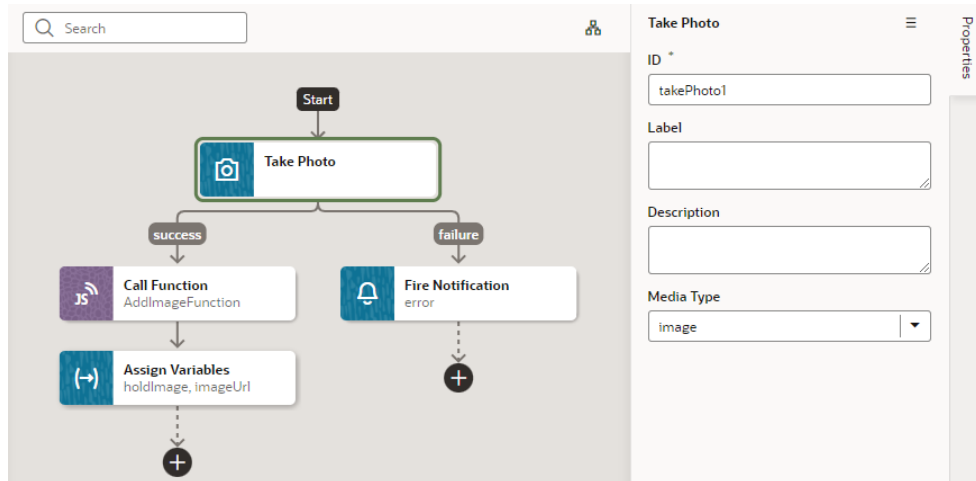 Search
Start
Take Photo
success
failure
JS
Call Function
AddImageFunction
Fire Notification
error
(→)
Assign Variables
holdImage, imageUrl
Take Photo
ID *
takePhoto1
Label
Description
Media Type
image
Properties